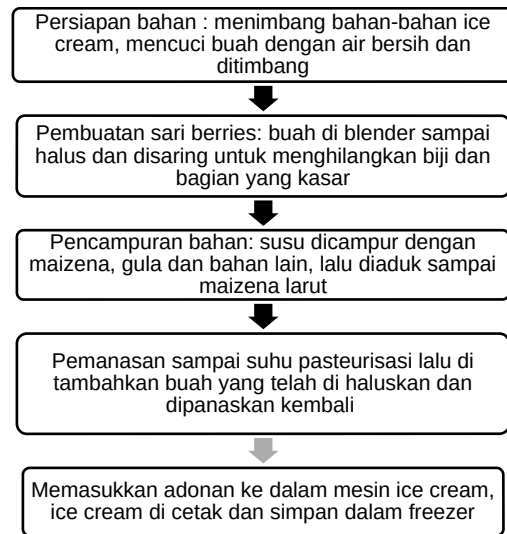 Persiapan bahan : menimbang bahan-bahan ice
cream, mencuci buah dengan air bersih dan
ditimbang
Pembuatan sari berries: buah di blender sampai
halus dan disaring untuk menghilangkan biji dan
bagian yang kasar
Pencampuran bahan: susu dicampur dengan
maizena, gula dan bahan lain, lalu diaduk sampai
maizena larut
Pemanasan sampai suhu pasteurisasi lalu di
tambahkan buah yang telah di haluskan dan
dipanaskan kembali
Memasukkan adonan ke dalam mesin ice cream,
ice cream di cetak dan simpan dalam freezer